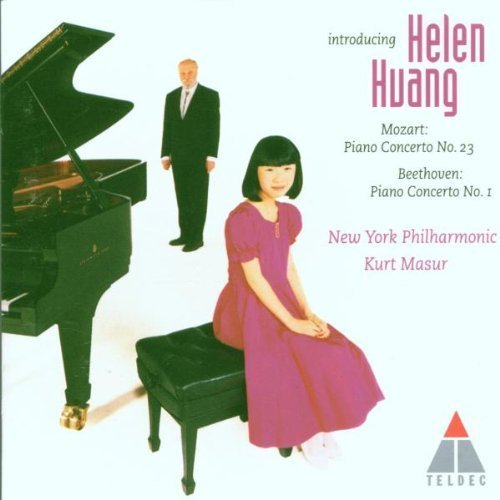 introducing Helen
Huang
Mozart:
Piano Concerto No. 23
Beethoven:
Piano Concerto No. 1
New York Philharmonic
Kurt Masur
TELDEC